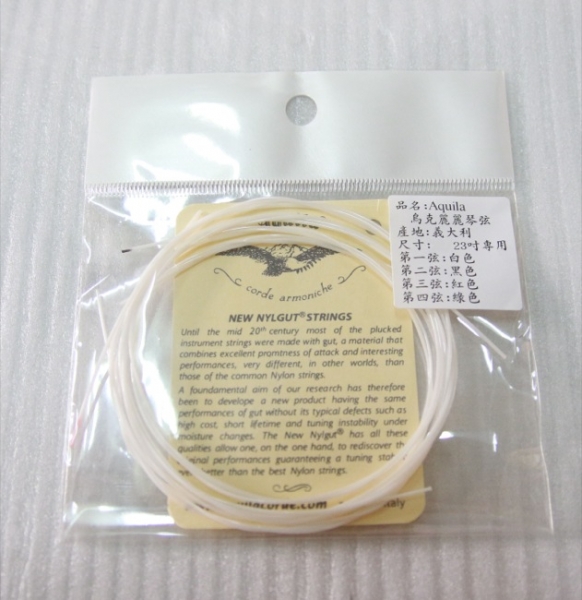 品名:Aquila
烏克麗麗琴弦
產地:義大利
尺寸: 23吋專用
第一弦:白色
第二弦:黑色
第三弦:紅色
第四弦:綠色
corde armoniche
NEW NYLGUT® STRINGS
Until the mid 20th century most of the plucked
instrument strings were made with gut, a material that
combines excellent promtness of attack and interesting
performances, very different, in other worlds, than
those of the common Nylon strings.
A foundamental aim of our research has therefore
been to develope a new product having the same
performances of gut without its typical defects such as
high cost, short lifetime and tuning instability under
moisture changes. The New Nylgut® has all these
qualities allow one, on the one hand, to rediscover
performances guaranteeing a tuning
better than the best Nylon strings.